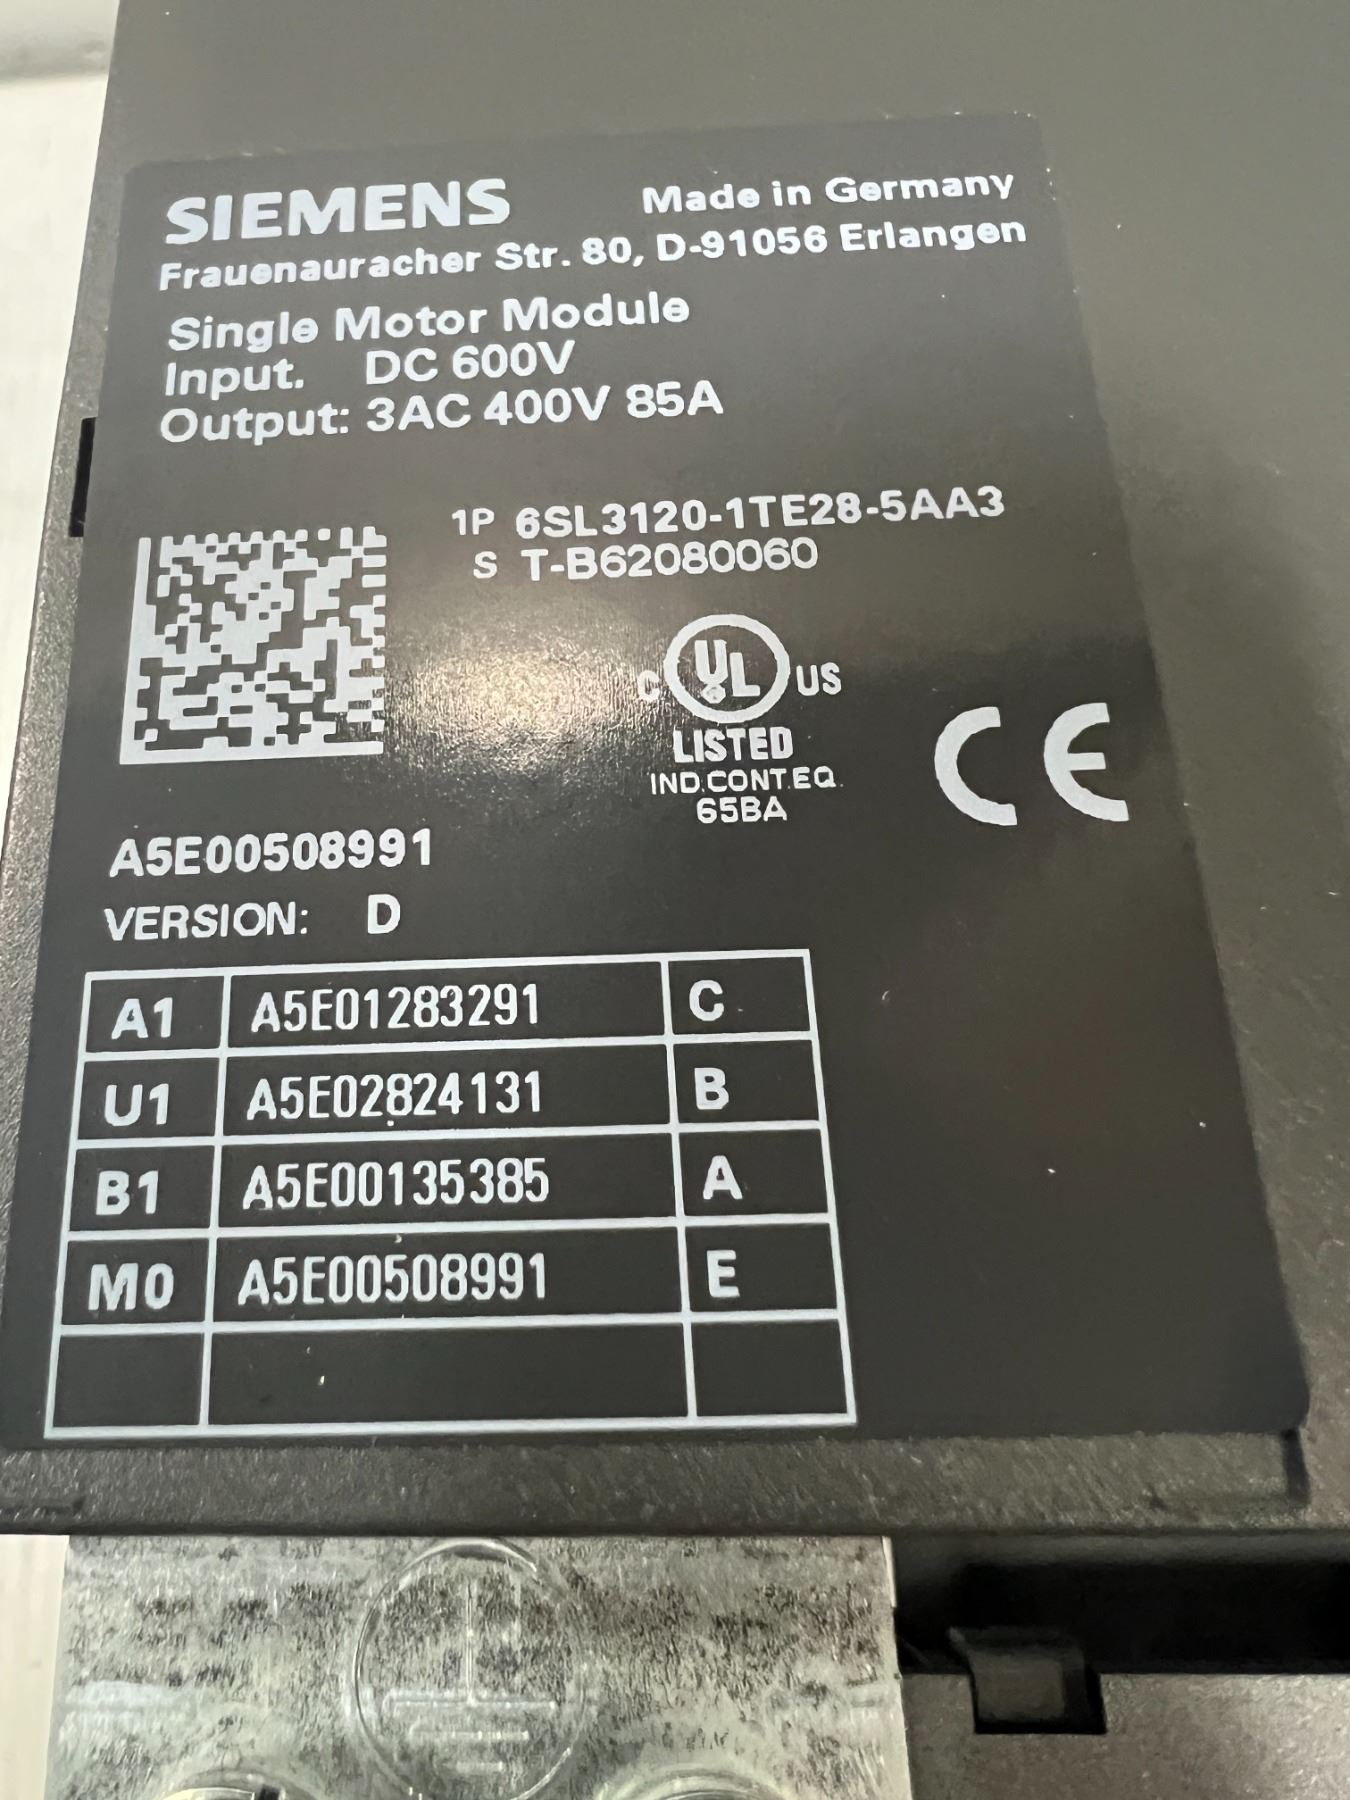 SIEMENS Made in Germany
Frauenauracher Str. 80, D-91056 Erlangen
Single Motor Module
Input. DC 600V
Output: 3AC 400V 85A
1P 6SL3120-1TE28-5AA3
S T-B62080060
C UL US
LISTED
IND.CONT.EQ.
65BA
CE
A5E00508991
VERSION: D
A1 A5E01283291 C
U1 A5E02824131 B
B1 A5E00135385 A
M0 A5E00508991 E